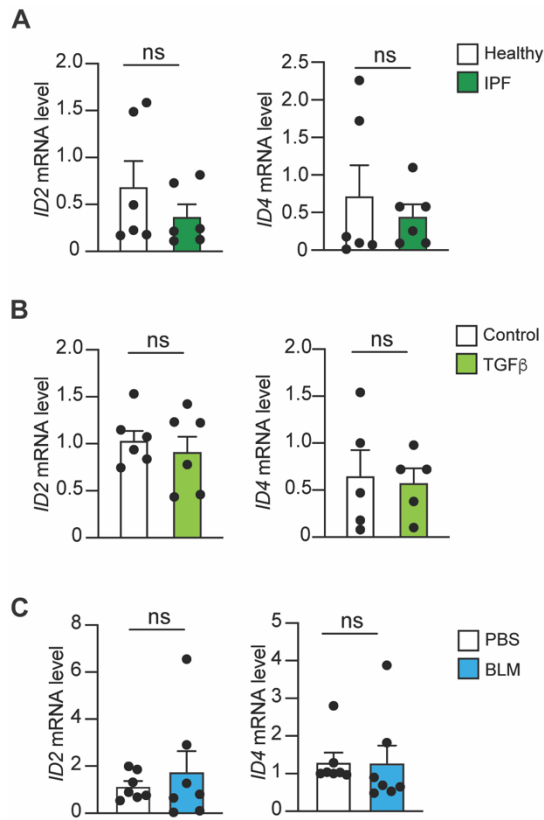 A
ns
ns
Healthy
IPF
ID2 mRNA level
2.0
1.5
1.0
0.5
0
ID4 mRNA level
2.5
2.0
1.5
1.0
0.5
0
B
ns
ns
Control
TGFβ
ID2 mRNA level
2.0
1.5
1.0
0.5
0
ID4 mRNA level
2.0
1.5
1.0
0.5
0
C
ns
ns
PBS
BLM
ID2 mRNA level
8
6
4
2
0
ID4 mRNA level
5
4
3
2
1
0